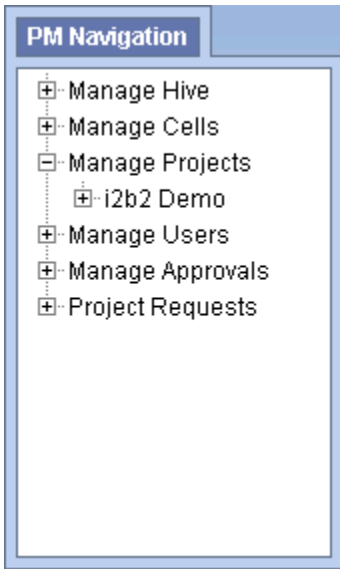 PM Navigation
Manage Hive
Manage Cells
Manage Projects
i2b2 Demo
Manage Users
Manage Approvals
Project Requests